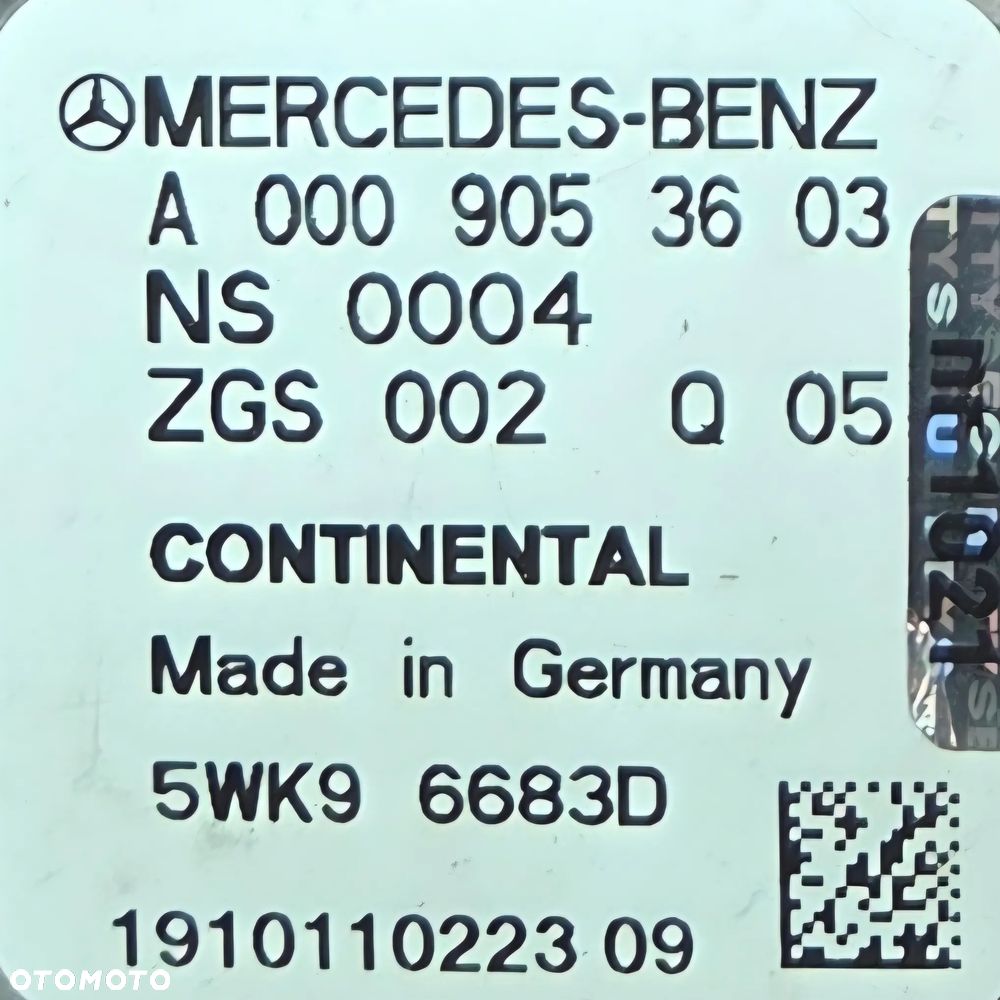 MERCEDES-BENZ
A 000 905 36 03
NS 0004
ZGS 002 Q 05
CONTINENTAL
Made in Germany
5WK9 6683D
1910110223 09
OTOMOTO